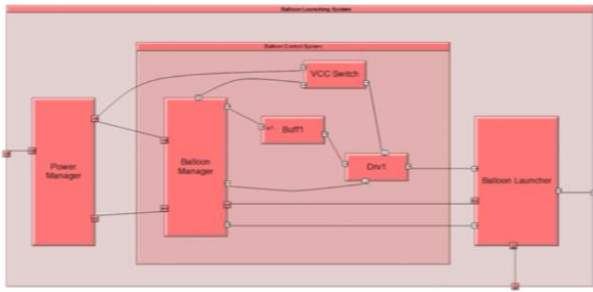 Balloon Launching System
Balloon Control System
VCC Switch
Buff1
Power
Manager
Balloon
Manager
Drv1
Balloon Launcher